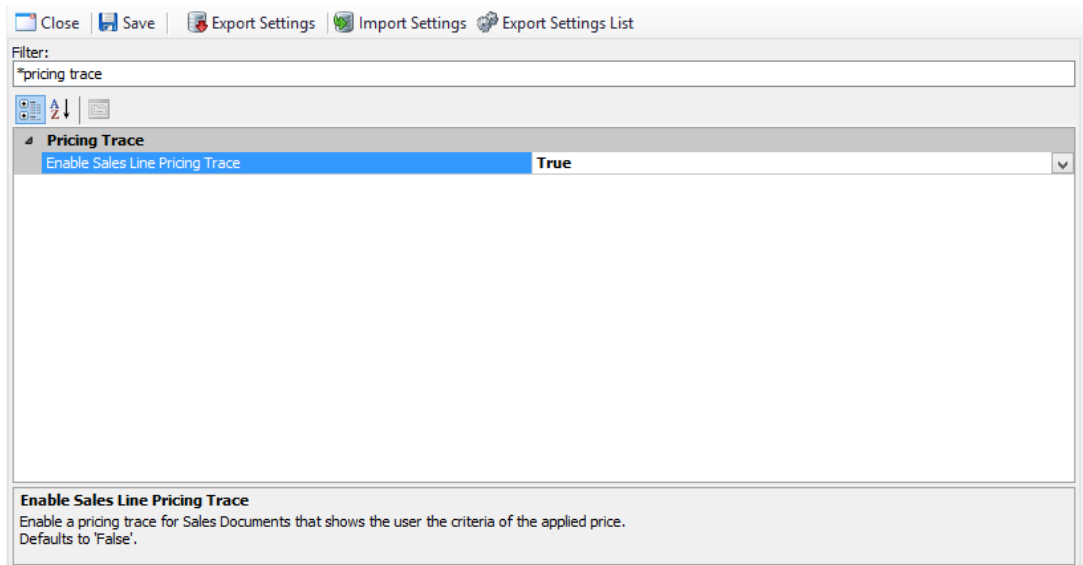 Close Save Export Settings Import Settings Export Settings List
Filter:
*pricing trace
A
Z
Pricing Trace
Enable Sales Line Pricing Trace True
Enable Sales Line Pricing Trace
Enable a pricing trace for Sales Documents that shows the user the criteria of the applied price.
Defaults to 'False'.